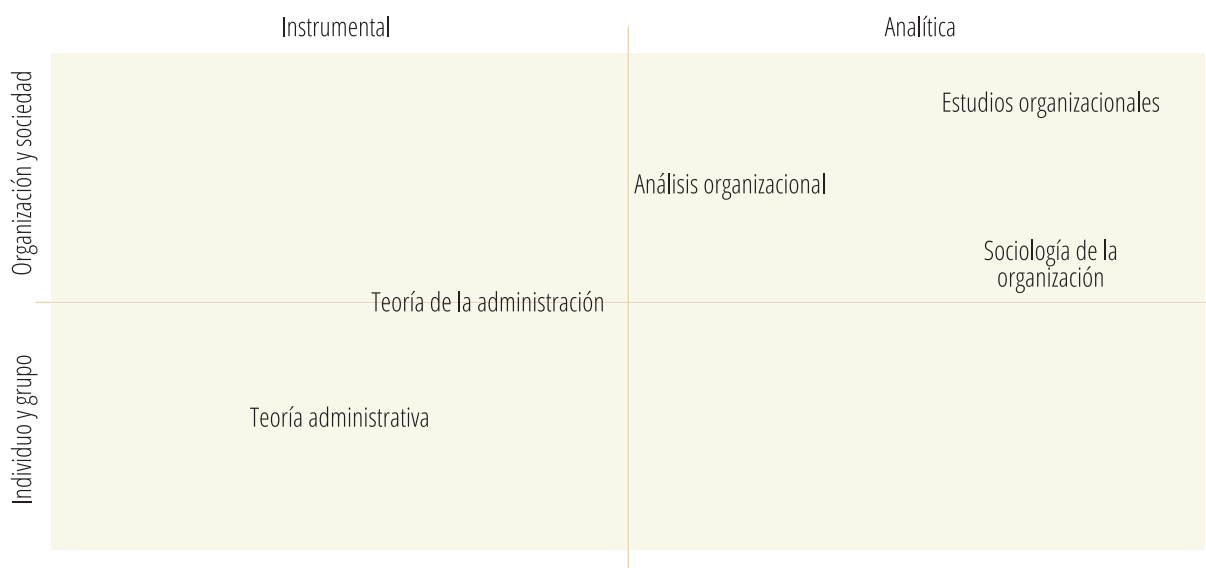 Instrumental
Analítica
Organización y sociedad
Estudios organizacionales
Análisis organizacional
Sociología de la
organización
Teoría de la administración
Individuo y grupo
Teoría administrativa